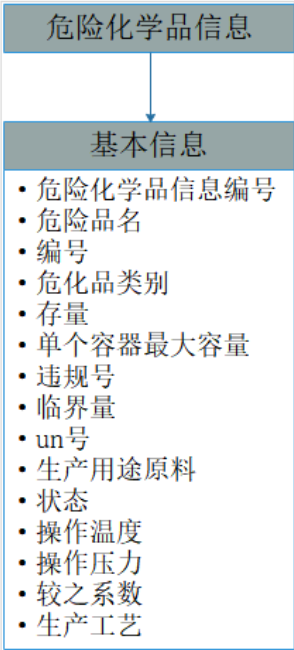 危险化学品信息
基本信息
• 危险化学品信息编号
• 危险品名
• 编号
• 危化品类别
• 存量
• 单个容器最大容量
• 违规号
• 临界量
• un号
• 生产用途原料
• 状态
• 操作温度
• 操作压力
• 较之系数
• 生产工艺